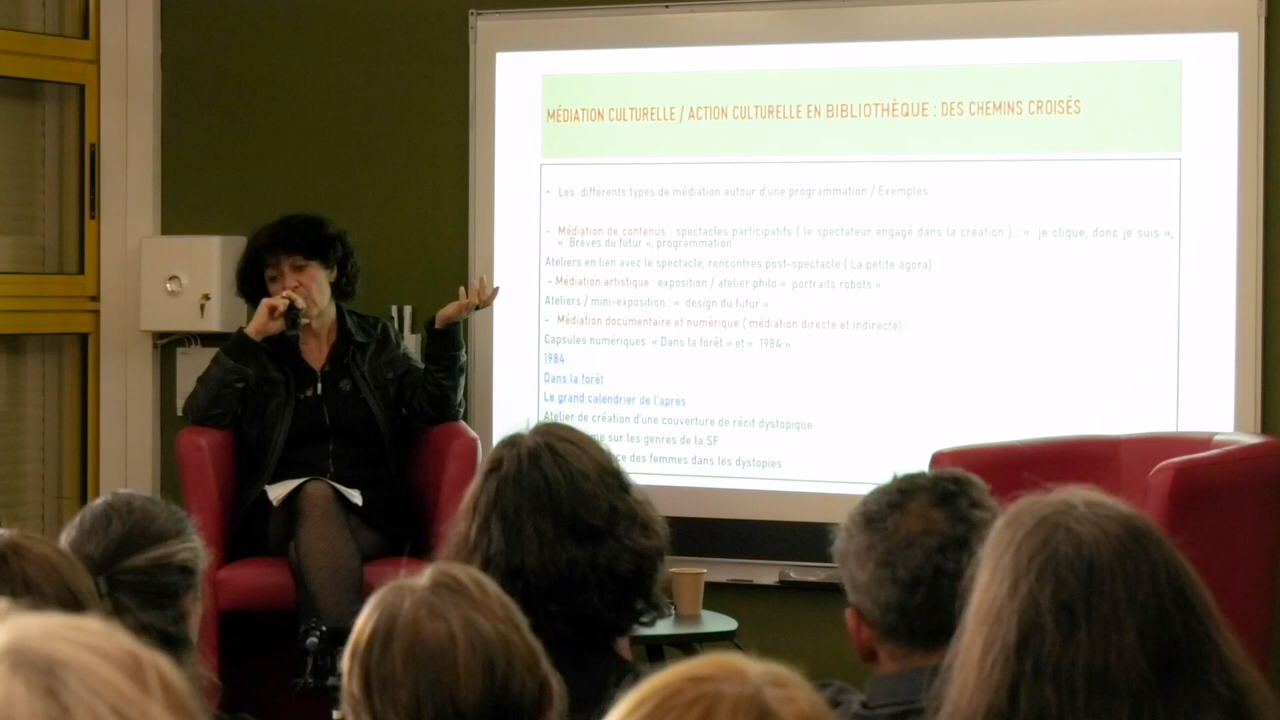 MÉDIATION CULTURELLE / ACTION CULTURELLE EN BIBLIOTHÈQUE : DES CHEMINS CROISÉS
• Les différents types de médiation autour d'une programmation / Exemples
- Médiation de contenus : spectacles participatifs ( le spectateur engagé dans la création ) : « je clique, donc je suis »,
« Brèves du futur », programmation
Ateliers en lien avec le spectacle, rencontres post-spectacle ( La petite agora)
- Médiation artistique : exposition / atelier philo « portraits robots »
Ateliers / mini-exposition : « design du futur »
- Médiation documentaire et numérique ( médiation directe et indirecte) :
Capsules numériques « Dans la forêt » et « 1984 »
1984
Dans la forêt
Le grand calendrier de l'après
Atelier de création d'une couverture de récit dystopique
sur les genres de la SF
des femmes dans les dystopies